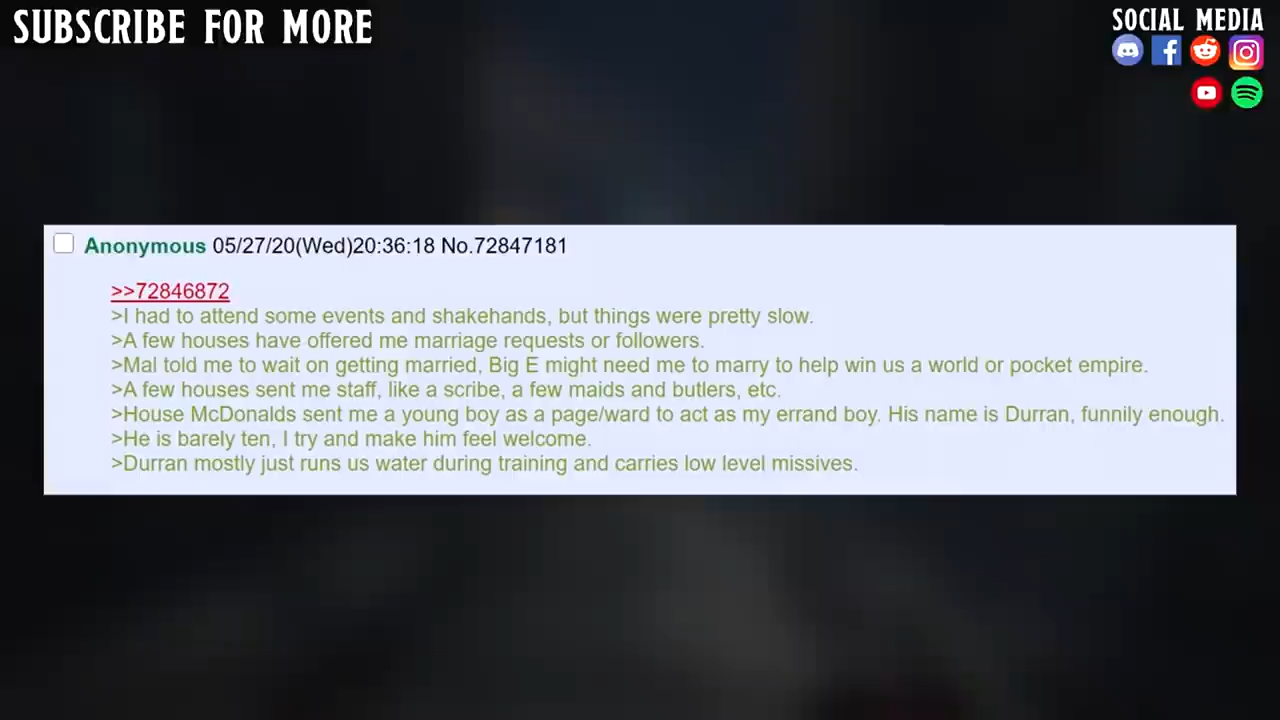 SUBSCRIBE FOR MORE
SOCIAL MEDIA
Anonymous 05/27/20(Wed)20:36:18 No.72847181
>>72846872
>I had to attend some events and shakehands, but things were pretty slow.
>A few houses have offered me marriage requests or followers.
>Mal told me to wait on getting married, Big E might need me to marry to help win us a world or pocket empire.
>A few houses sent me staff, like a scribe, a few maids and butlers, etc.
>House McDonalds sent me a young boy as a page/ward to act as my errand boy. His name is Durran, funnily enough.
>He is barely ten, I try and make him feel welcome.
>Durran mostly just runs us water during training and carries low level missives.